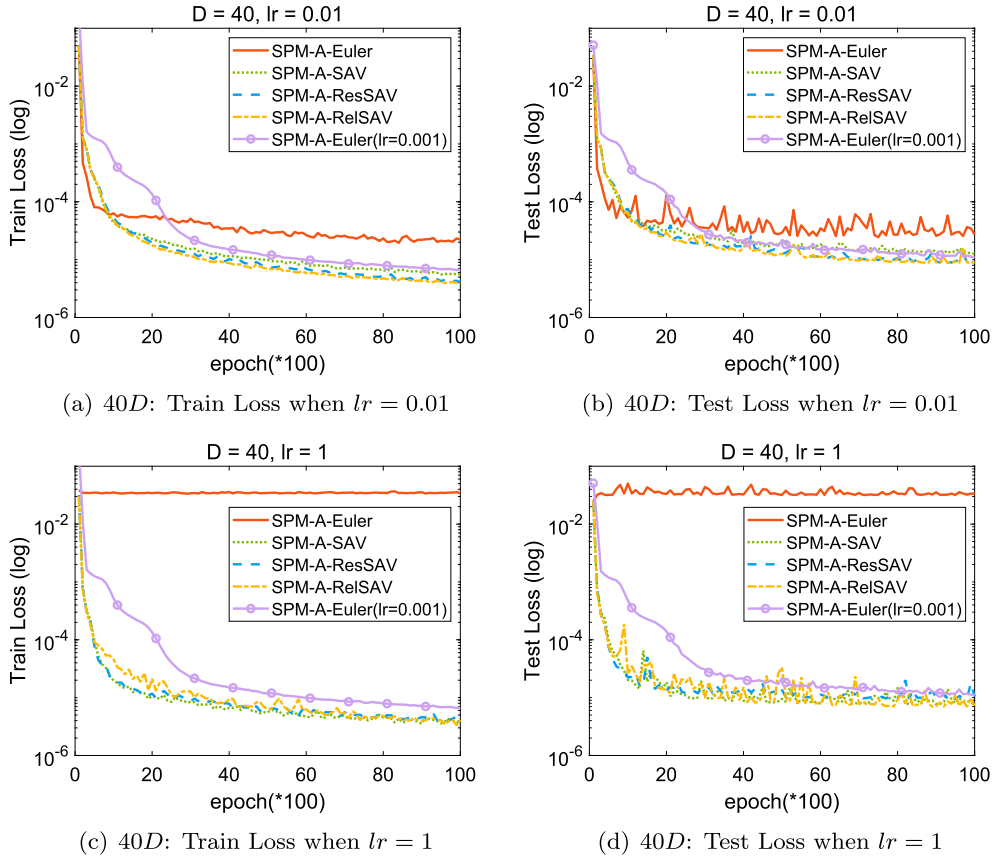 D = 40, lr = 0.01
Train Loss (log)
10^-2
10^-4
10^-6
SPM-A-Euler
SPM-A-SAV
SPM-A-ResSAV
SPM-A-RelSAV
SPM-A-Euler(lr=0.001)
0 20 40 60 80 100
epoch(*100)
(a) 40D: Train Loss when lr = 0.01
D = 40, lr = 0.01
Test Loss (log)
10^-2
10^-4
10^-6
SPM-A-Euler
SPM-A-SAV
SPM-A-ResSAV
SPM-A-RelSAV
SPM-A-Euler(lr=0.001)
0 20 40 60 80 100
epoch(*100)
(b) 40D: Test Loss when lr = 0.01
D = 40, lr = 1
Train Loss (log)
10^-2
10^-4
10^-6
SPM-A-Euler
SPM-A-SAV
SPM-A-ResSAV
SPM-A-RelSAV
SPM-A-Euler(lr=0.001)
0 20 40 60 80 100
epoch(*100)
(c) 40D: Train Loss when lr = 1
D = 40, lr = 1
Test Loss (log)
10^-2
10^-4
10^-6
SPM-A-Euler
SPM-A-SAV
SPM-A-ResSAV
SPM-A-RelSAV
SPM-A-Euler(lr=0.001)
0 20 40 60 80 100
epoch(*100)
(d) 40D: Test Loss when lr = 1